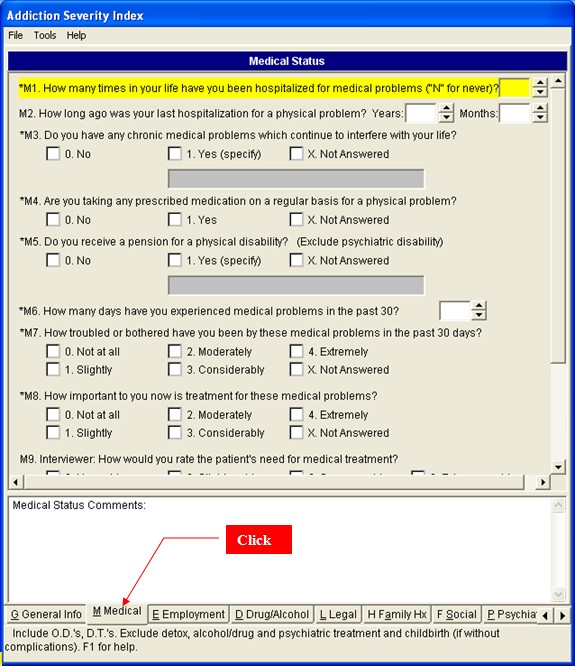 Addiction Severity Index
File Tools Help
Medical Status
*M1. How many times in your life have you been hospitalized for medical problems ("N" for never)?
M2. How long ago was your last hospitalization for a physical problem? Years: Months:
*M3. Do you have any chronic medical problems which continue to interfere with your life?
0. No 1. Yes (specify) X. Not Answered
*M4. Are you taking any prescribed medication on a regular basis for a physical problem?
0. No 1. Yes X. Not Answered
*M5. Do you receive a pension for a physical disability? (Exclude psychiatric disability)
0. No 1. Yes (specify) X. Not Answered
*M6. How many days have you experienced medical problems in the past 30?
*M7. How troubled or bothered have you been by these medical problems in the past 30 days?
0. Not at all 2. Moderately 4. Extremely
1. Slightly 3. Considerably X. Not Answered
*M8. How important to you now is treatment for these medical problems?
0. Not at all 2. Moderately 4. Extremely
1. Slightly 3. Considerably X. Not Answered
M9. Interviewer: How would you rate the patient's need for medical treatment?
Medical Status Comments:
Click
G General Info M Medical E Employment D Drug/Alcohol L Legal H Family Hx F Social P Psychia
Include O.D.'s, D.T.'s. Exclude detox, alcohol/drug and psychiatric treatment and childbirth (if without
complications). F1 for help.